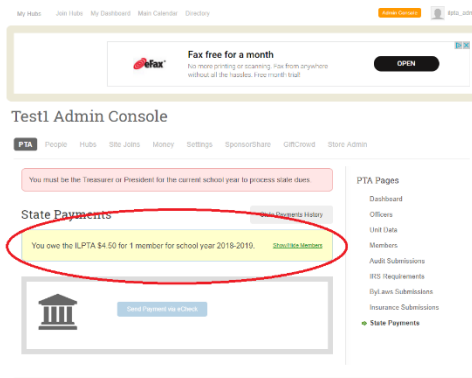 My Hubs Join Hubs My Dashboard Main Calendar Directory
Admin Console
eFax
Fax free for a month
No more printing or scanning. Fax from anywhere
without all the hassles. Free month trial!
OPEN
Test1 Admin Console
PTA People Hubs Site Joins Money Settings SponsorShare GiftCrowd Store Admin
You must be the Treasurer or President for the current school year to process state dues.
State Payments
State Payments History
You owe the ILPTA $4.50 for 1 member for school year 2018-2019.
Show/Hide Members
Send Payment via eCheck
PTA Pages
Dashboard
Officers
Unit Data
Members
Audit Submissions
IRS Requirements
ByLaws Submissions
Insurance Submissions
State Payments